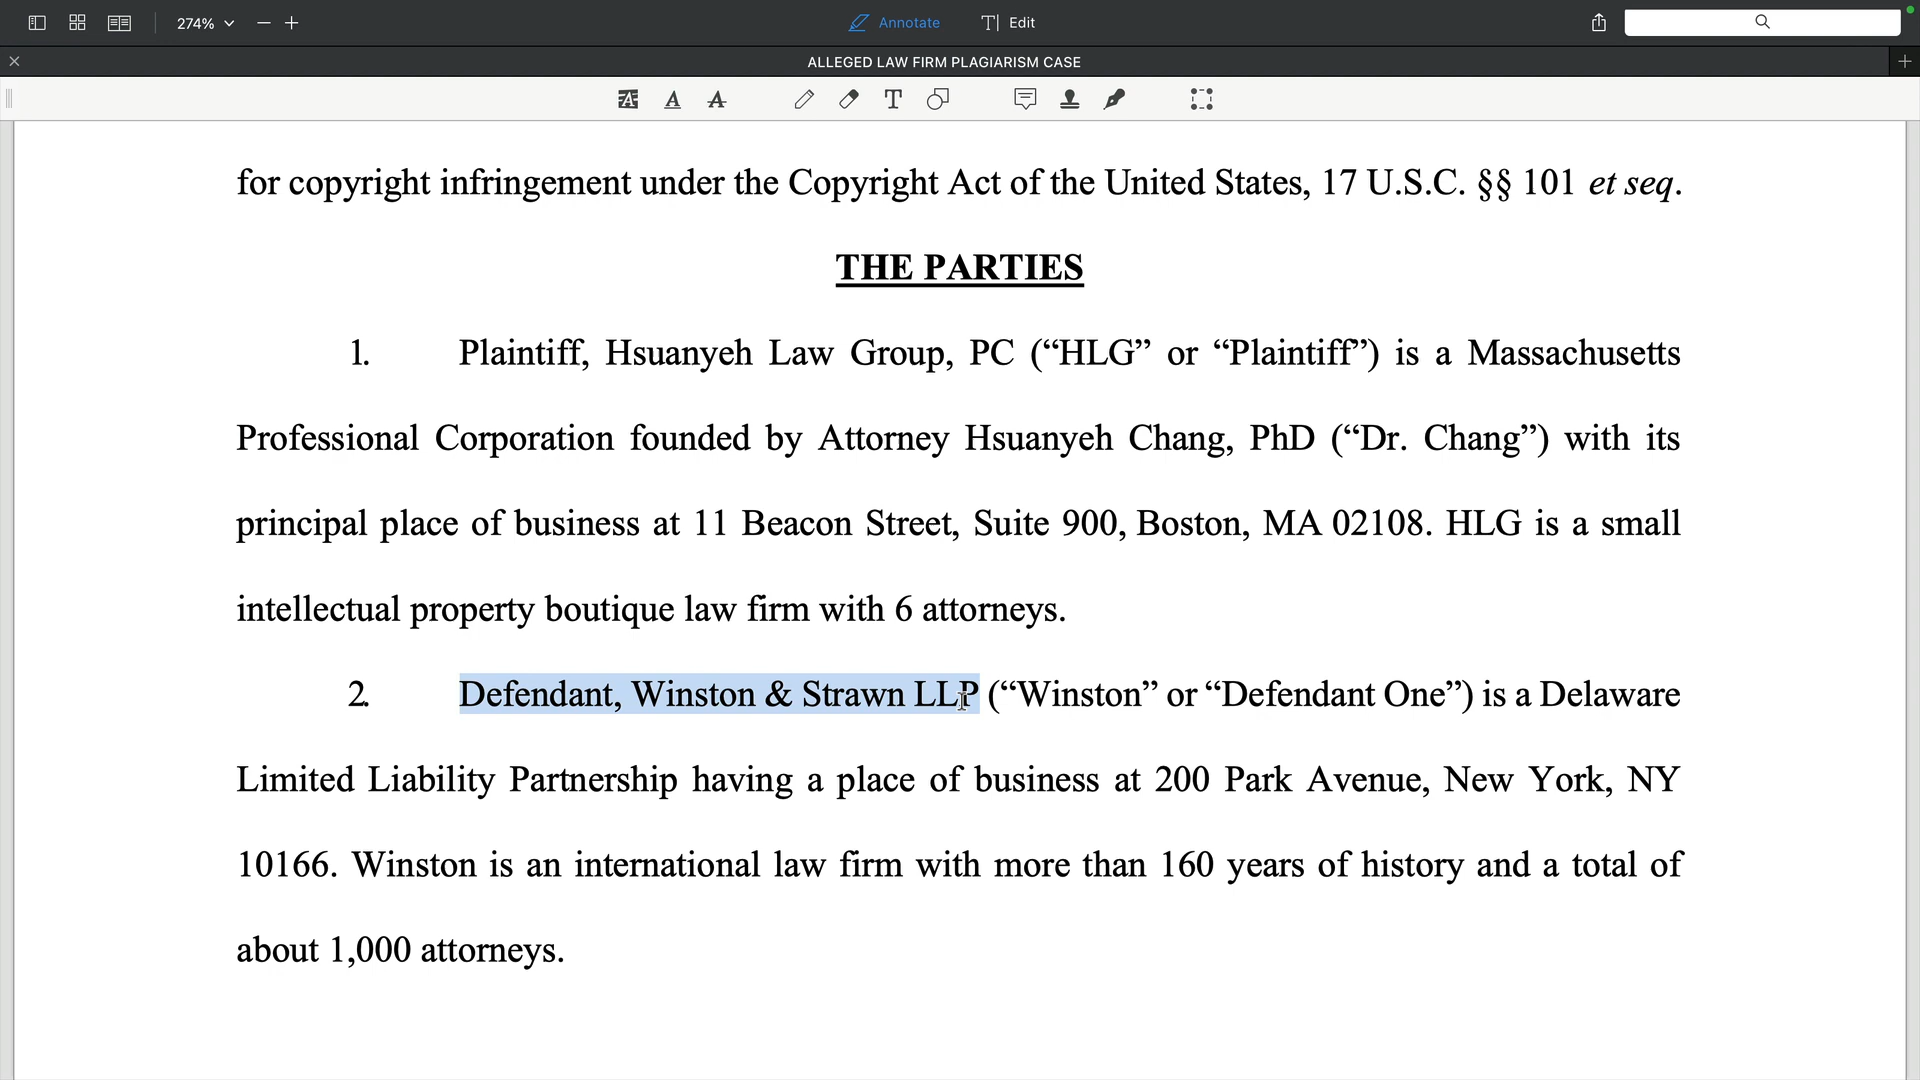 274%
Annotate
Edit
ALLEGED LAW FIRM PLAGIARISM CASE
for copyright infringement under the Copyright Act of the United States, 17 U.S.C. §§ 101 et seq.
THE PARTIES
1. Plaintiff, Hsuanyeh Law Group, PC (“HLG” or “Plaintiff”) is a Massachusetts
Professional Corporation founded by Attorney Hsuanyeh Chang, PhD (“Dr. Chang”) with its
principal place of business at 11 Beacon Street, Suite 900, Boston, MA 02108. HLG is a small
intellectual property boutique law firm with 6 attorneys.
2. Defendant, Winston & Strawn LLP (“Winston” or “Defendant One”) is a Delaware
Limited Liability Partnership having a place of business at 200 Park Avenue, New York, NY
10166. Winston is an international law firm with more than 160 years of history and a total of
about 1,000 attorneys.